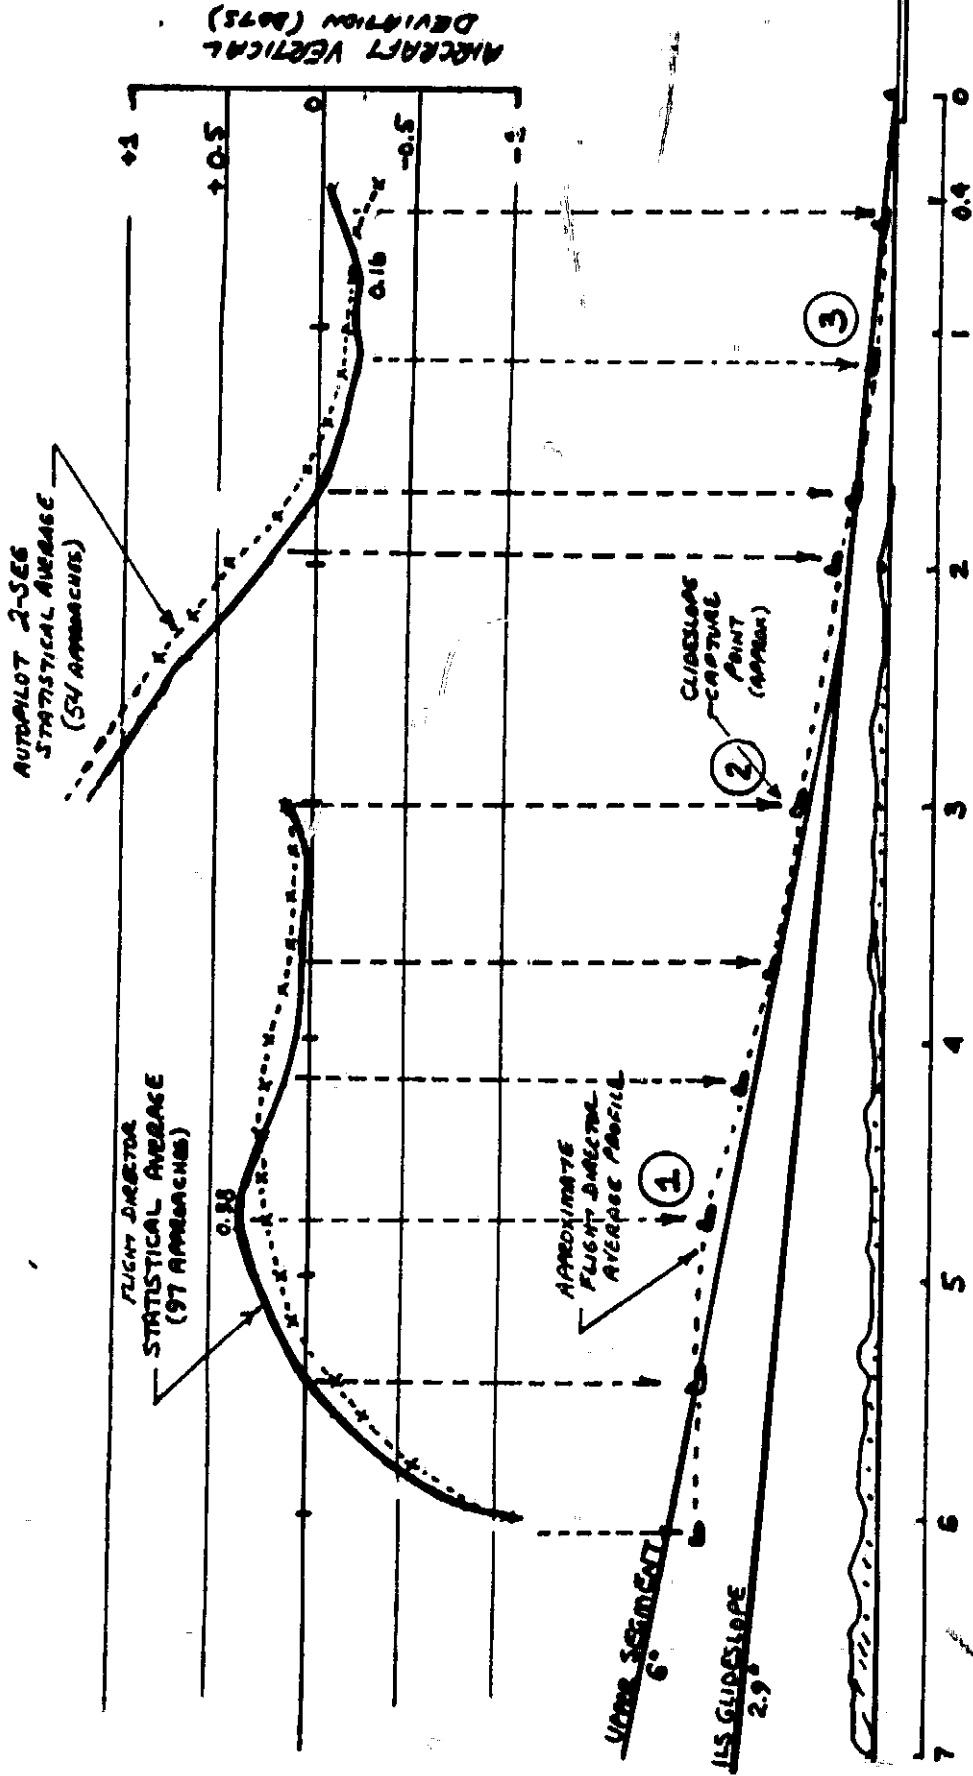 AUTOPILOT 2-SEG
STATISTICAL AVERAGE
(54 APPROACHES)
FLIGHT DIRECTOR
STATISTICAL AVERAGE
(97 APPROACHES)
0.38
0.16
+1
+0.5
0
-0.5
-1
AIRCRAFT VERTICAL
DEVIATION (DOTS)
APPROXIMATE
FLIGHT DIRECTOR
AVERAGE PROFILE
1
GLIDESLOPE
CAPTURE
POINT
(APPROX)
2
3
UPPER SEGMENT
6°
ILS GLIDESLOPE
2.9°
7
6
5
4
3
2
1
0.4
0